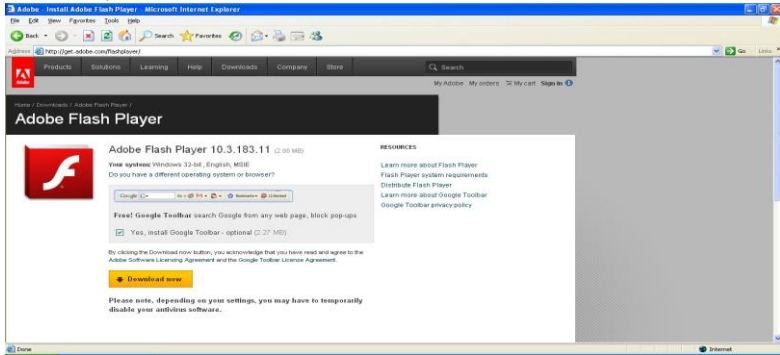 Adobe - Install Adobe Flash Player - Microsoft Internet Explorer
File Edit View Favorites Tools Help
Back Search Favorites
Address http://get.adobe.com/flashplayer/ Go Links
Adobe Products Solutions Learning Help Downloads Company Store Search
My Adobe My orders My cart Sign in
Home / Downloads / Adobe Flash Player /
Adobe Flash Player
Adobe Flash Player 10.3.183.11 (2.86 MB)
RESOURCES
Your system: Windows 32-bit , English, MSIE
Learn more about Flash Player
Do you have a different operating system or browser?
Flash Player system requirements
Distribute Flash Player
Learn more about Google Toolbar
Google Toolbar privacy policy
Google
Free! Google Toolbar search Google from any web page, block pop-ups
Yes, install Google Toolbar - optional (2.27 MB)
By clicking the Download now button, you acknowledge that you have read and agree to the
Adobe Software Licensing Agreement and the Google Toolbar License Agreement.
Download now
Please note, depending on your settings, you may have to temporarily
disable your antivirus software.
Done Internet